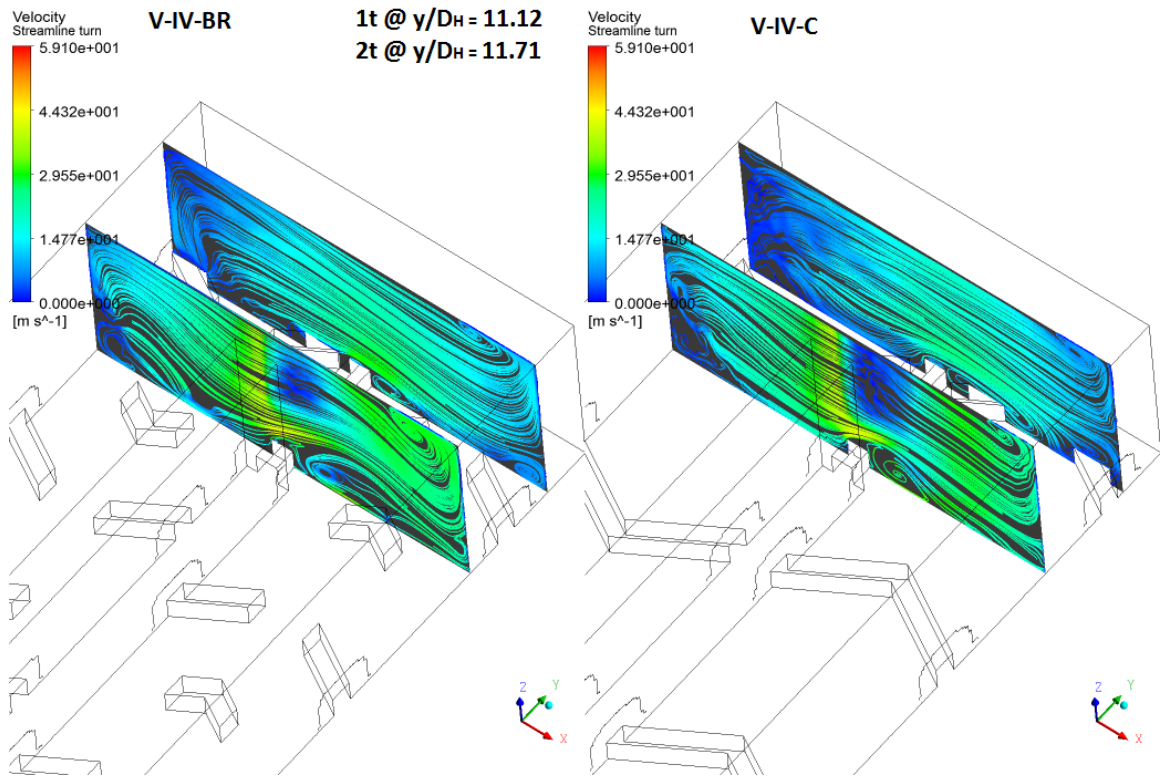 Velocity
Streamline turn
5.910e+001
4.432e+001
2.955e+001
1.477e+001
0.000e+000
[m s^-1]
V-IV-BR
1t @ y/DH = 11.12
2t @ y/DH = 11.71
Z
Y
X
Velocity
Streamline turn
5.910e+001
4.432e+001
2.955e+001
1.477e+001
0.000e+000
[m s^-1]
V-IV-C
Z
Y
X